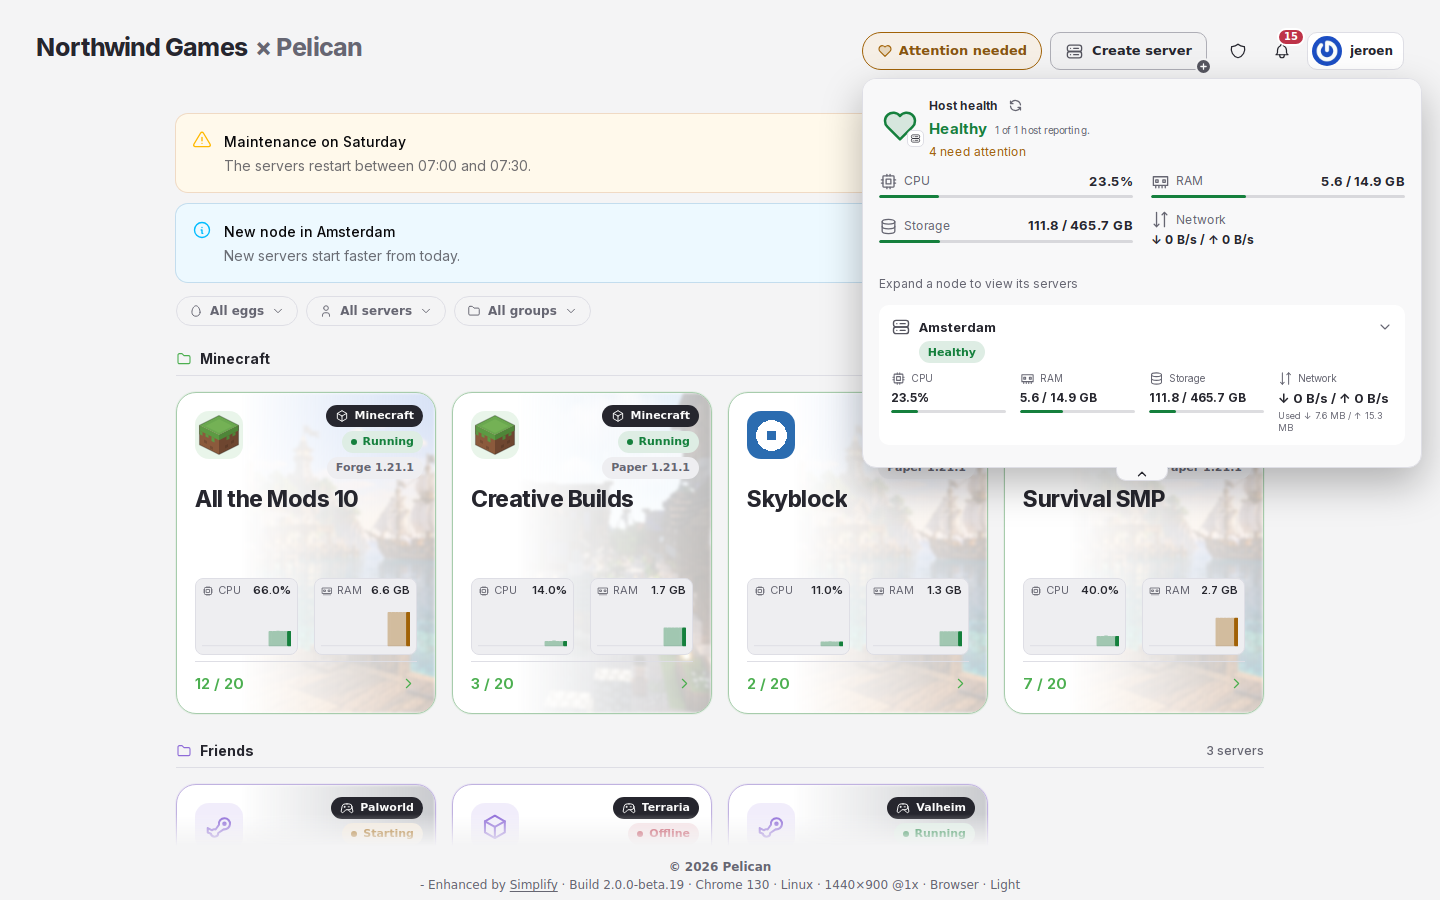 Northwind Games × Pelican
Attention needed
Create server
15
jeroen
Maintenance on Saturday
The servers restart between 07:00 and 07:30.
New node in Amsterdam
New servers start faster from today.
Host health
Healthy 1 of 1 host reporting.
4 need attention
CPU 23.5%
RAM 5.6 / 14.9 GB
Storage 111.8 / 465.7 GB
Network
↓ 0 B/s / ↑ 0 B/s
Expand a node to view its servers
Amsterdam
Healthy
CPU
23.5%
RAM
5.6 / 14.9 GB
Storage
111.8 / 465.7 GB
Network
↓ 0 B/s / ↑ 0 B/s
Used ↓ 7.6 MB / ↑ 15.3
MB
All eggs
All servers
All groups
Minecraft
Minecraft
Running
Forge 1.21.1
All the Mods 10
CPU 66.0%
RAM 6.6 GB
12 / 20
Minecraft
Running
Paper 1.21.1
Creative Builds
CPU 14.0%
RAM 1.7 GB
3 / 20
Paper 1.21.1
Skyblock
CPU 11.0%
RAM 1.3 GB
2 / 20
aper 1.21.1
Survival SMP
CPU 40.0%
RAM 2.7 GB
7 / 20
Friends
3 servers
Palworld
Starting
Terraria
Offline
Valheim
Running
© 2026 Pelican
- Enhanced by Simplify · Build 2.0.0-beta.19 · Chrome 130 · Linux · 1440×900 @1x · Browser · Light